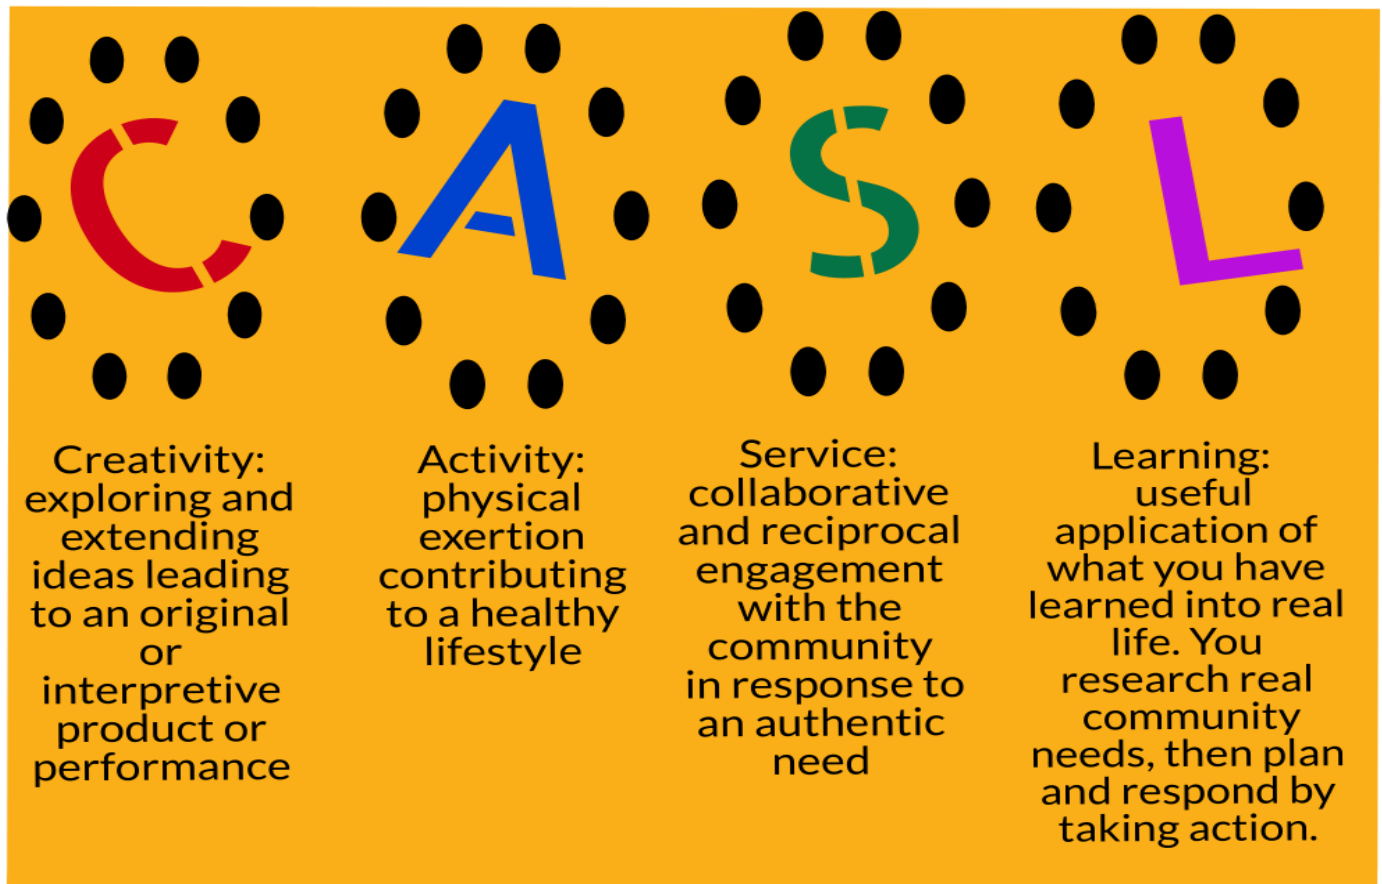 C A S L
Creativity:
exploring and
extending
ideas leading
to an original
or
interpretive
product or
performance
Activity:
physical
exertion
contributing
to a healthy
lifestyle
Service:
collaborative
and reciprocal
engagement
with the
community
in response to
an authentic
need
Learning:
useful
application of
what you have
learned into real
life. You
research real
community
needs, then plan
and respond by
taking action.